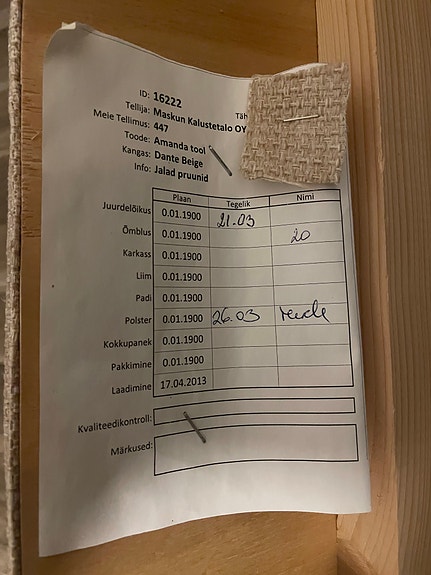 ID: 16222
Tellija: Maskun Kalustetalo OY Täh
Meie Tellimus: 447
Toode: Amanda tool
Kangas: Dante Beige
Info: Jalad pruunid
Plaan Tegelik Nimi
Juurdelõikus 0.01.1900 21.03
Õmblus 0.01.1900 20
Karkass 0.01.1900
Liim 0.01.1900
Padi 0.01.1900
Polster 0.01.1900 26.03
Kokkupanek 0.01.1900
Pakkimine 0.01.1900
Laadimine 17.04.2013
Kvaliteedikontroll:
Märkused: